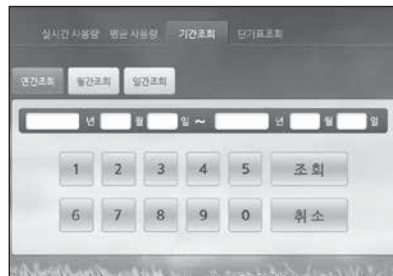 실시간 사용량 평균 사용량 기간조회 단가표조회
연간조회 월간조회 일간조회
년 월 일 ~ 년 월 일
1 2 3 4 5 조회
6 7 8 9 0 취소